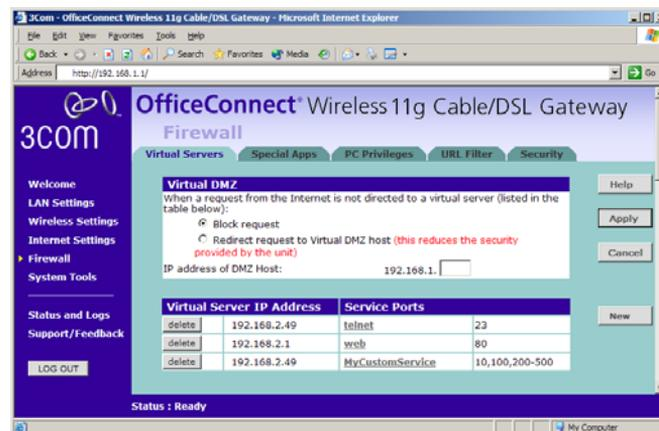 3Com - OfficeConnect Wireless 11g Cable/DSL Gateway - Microsoft Internet Explorer
File Edit View Favorites Tools Help
Back Search Favorites Media
Address http://192.168.1.1/ Go
3COM
OfficeConnect® Wireless 11g Cable/DSL Gateway
Firewall
Virtual Servers Special Apps PC Privileges URL Filter Security
Welcome
LAN Settings
Wireless Settings
Internet Settings
Firewall
System Tools
Status and Logs
Support/Feedback
LOG OUT
Virtual DMZ
When a request from the Internet is not directed to a virtual server (listed in the
table below):
Block request
Redirect request to Virtual DMZ host (this reduces the security
provided by the unit)
IP address of DMZ Host: 192.168.1.
Virtual Server IP Address Service Ports
delete 192.168.2.49 telnet 23
delete 192.168.2.1 web 80
delete 192.168.2.49 MyCustomService 10,100,200-500
Help
Apply
Cancel
New
Status : Ready
My Computer